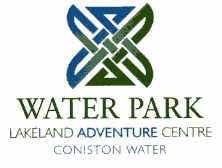 WATER PARK
LAKELAND ADVENTURE CENTRE
CONISTON WATER